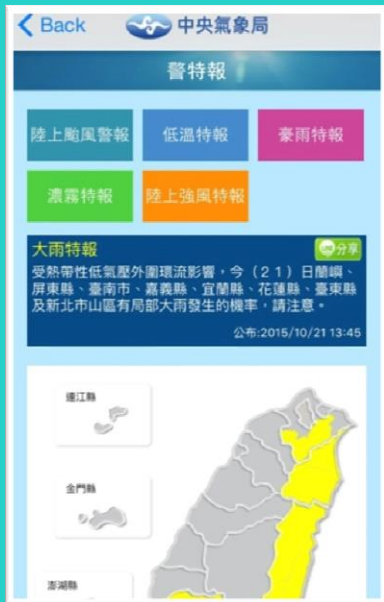 Back
中央氣象局
警特報
陸上颱風警報
低溫特報
豪雨特報
濃霧特報
陸上強風特報
大雨特報
分享
受熱帶性低氣壓外圍環流影響，今（21）日蘭嶼、
屏東縣、臺南市、嘉義縣、宜蘭縣、花蓮縣、臺東縣
及新北市山區有局部大雨發生的機率，請注意。
公布:2015/10/21 13:45
連江縣
金門縣
澎湖縣